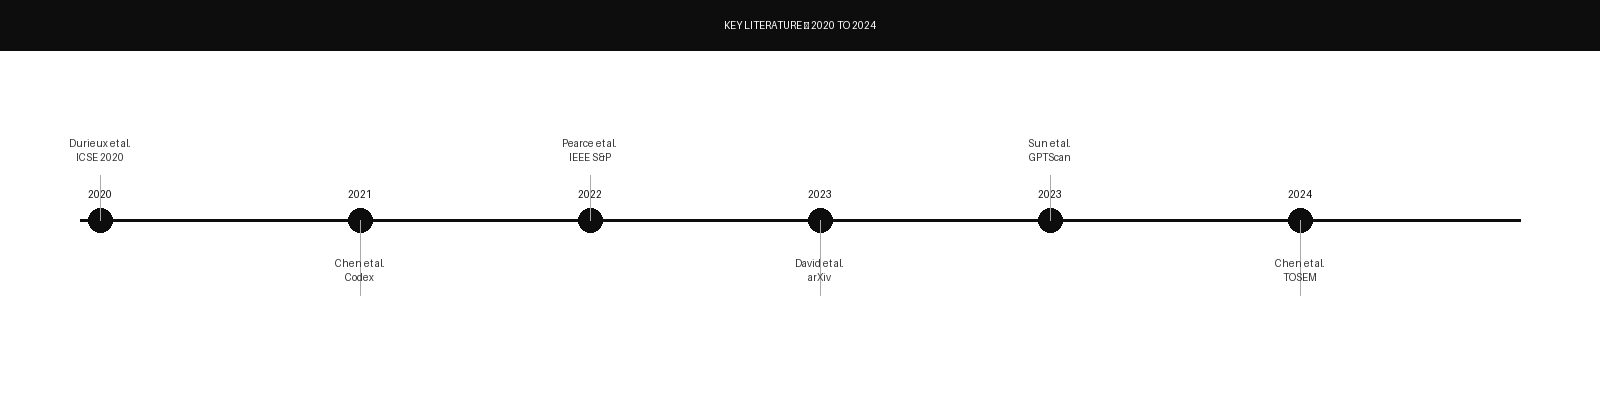 KEY LITERATURE 2020 TO 2024
Durieux et al.
ICSE 2020
Pearce et al.
IEEE S&P
Sun et al.
GPTScan
2020
2021
2022
2023
2023
2024
Chen et al.
Codex
David et al.
arXiv
Chen et al.
TOSEM